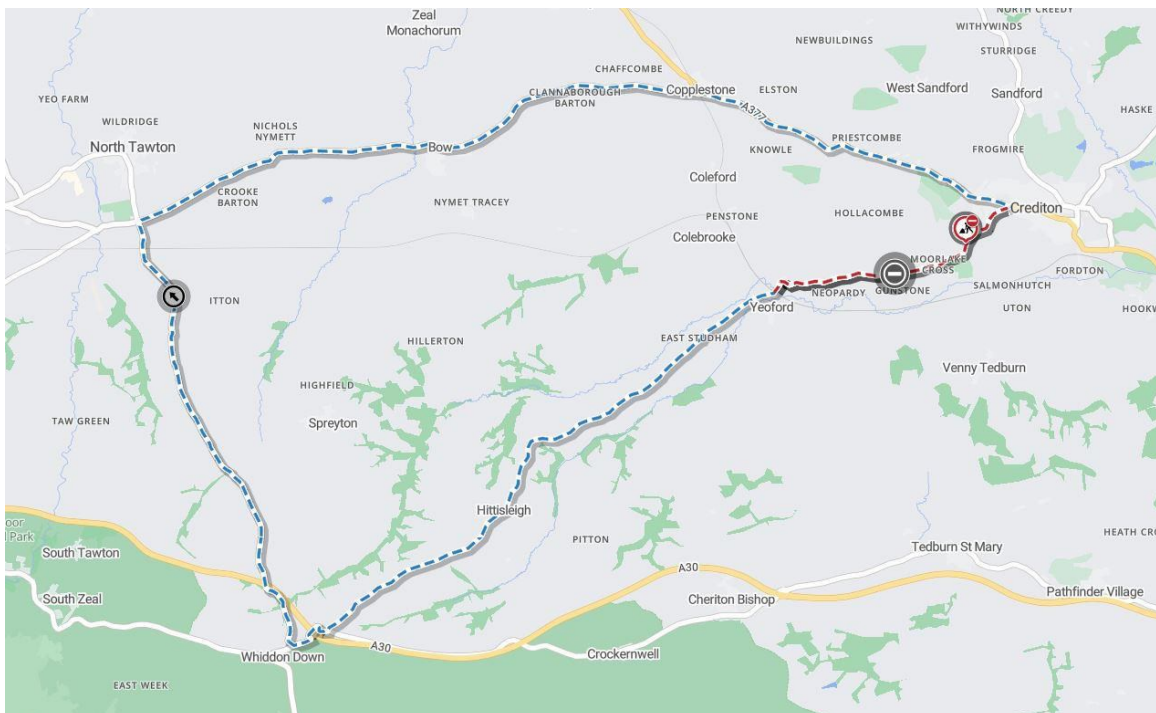 Zeal
Monachorum
NORTH CREEDY
WITHYWINDS
NEWBUILDINGS
STURRIDGE
CHAFFCOMBE
YEO FARM
CLANNABOROUGH
BARTON
Copplestone
ELSTON
West Sandford
Sandford
HASKE
WILDRIDGE
NICHOLS
NYMETT
A377
PRIESTCOMBE
North Tawton
Bow
KNOWLE
FROGMIRE
Coleford
CROOKE
BARTON
NYMET TRACEY
PENSTONE
HOLLACOMBE
Crediton
Colebrooke
MOORLAKE
CROSS
FORDTON
ITTON
NEOPARDY
GUNSTONE
SALMONHUTCH
Yeoford
UTON
HOOKW
HILLERTON
EAST STUDHAM
HIGHFIELD
Venny Tedburn
TAW GREEN
Spreyton
Hittisleigh
oor
l Park
South Tawton
PITTON
Tedburn St Mary
HEATH CRO
A30
South Zeal
Cheriton Bishop
Pathfinder Village
A30
Whiddon Down
Crockernwell
EAST WEEK